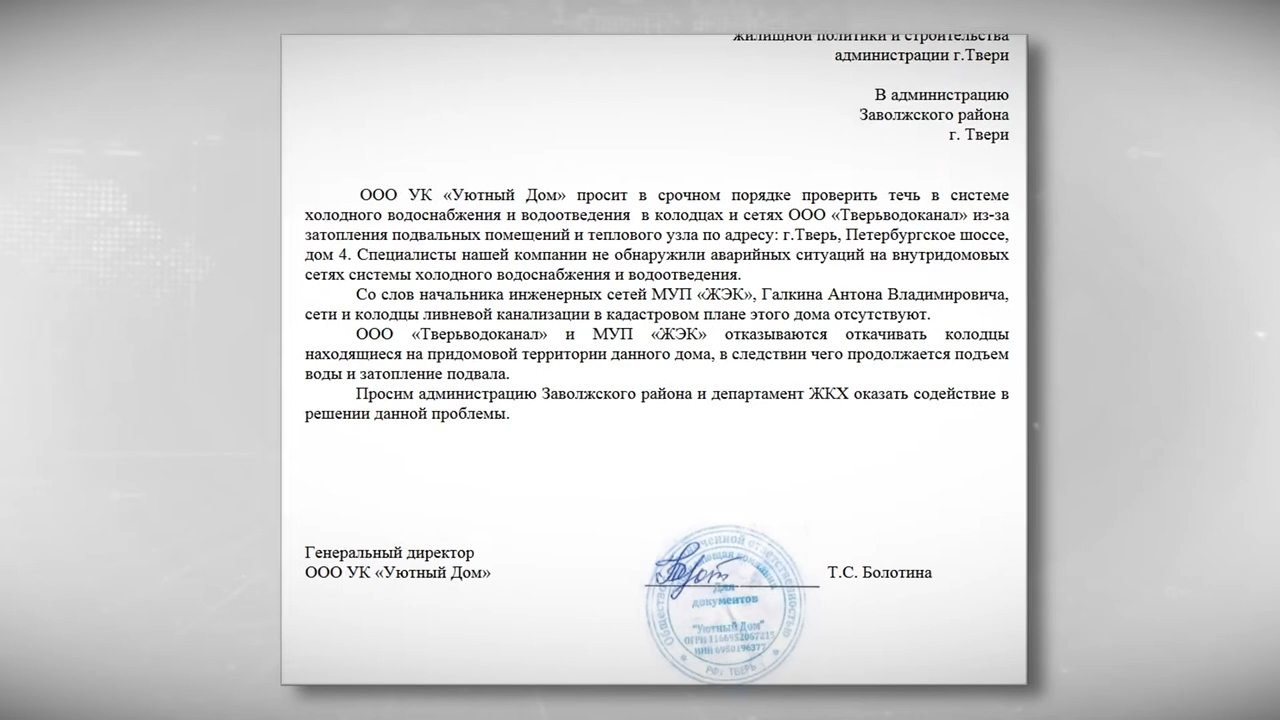 жилищной политики и строительства
администрации г.Твери
В администрацию
Заволжского района
г. Твери
ООО УК «Уютный Дом» просит в срочном порядке проверить течь в системе
холодного водоснабжения и водоотведения в колодцах и сетях ООО «Тверьводоканал» из-за
затопления подвальных помещений и теплового узла по адресу: г.Тверь, Петербургское шоссе,
дом 4. Специалисты нашей компании не обнаружили аварийных ситуаций на внутридомовых
сетях системы холодного водоснабжения и водоотведения.
Со слов начальника инженерных сетей МУП «ЖЭК», Галкина Антона Владимировича,
сети и колодцы ливневой канализации в кадастровом плане этого дома отсутствуют.
ООО «Тверьводоканал» и МУП «ЖЭК» отказываются откачивать колодцы
находящиеся на придомовой территории данного дома, в следствии чего продолжается подъем
воды и затопление подвала.
Просим администрацию Заволжского района и департамент ЖКХ оказать содействие в
решении данной проблемы.
Генеральный директор
ООО УК «Уютный Дом»
Т.С. Болотина
ответственностью
компания
Для
документов
"Уютный Дом"
ИНН 6950196377
РФ, ТВЕРЬ